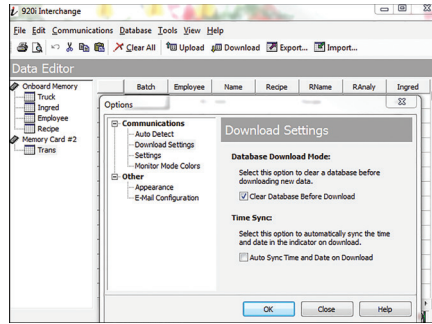 920i Interchange
File Edit Communications Database Tools View Help
Clear All Upload Download Export... Import...
Data Editor
Onboard Memory
Truck
Ingred
Employee
Recipe
Memory Card #2
Trans
Batch Employee Name Recipe RName RAnaly Ingred
Options
Communications
Auto Detect
Download Settings
Settings
Monitor Mode Colors
Other
Appearance
E-Mail Configuration
Download Settings
Database Download Mode:
Select this option to clear a database before
downloading new data.
Clear Database Before Download
Time Sync:
Select this option to automatically sync the time
and date in the indicator on download.
Auto Sync Time and Date on Download
OK Close Help